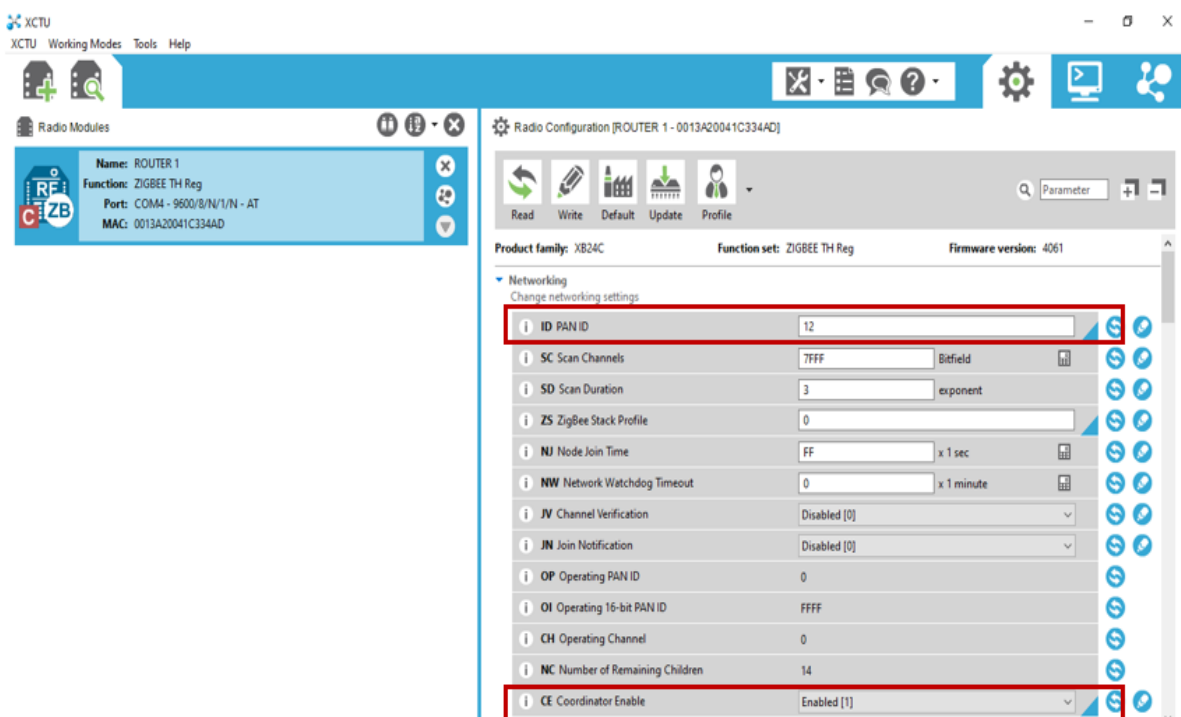 XCTU
XCTU Working Modes Tools Help
Radio Modules
Name: ROUTER 1
Function: ZIGBEE TH Reg
Port: COM4 - 9600/8/N/1/N - AT
MAC: 0013A20041C334AD
RF
C ZB
Radio Configuration [ROUTER 1 - 0013A20041C334AD]
Read Write Default Update Profile
Parameter
Product family: XB24C Function set: ZIGBEE TH Reg Firmware version: 4061
Networking
Change networking settings
i ID PAN ID 12
i SC Scan Channels 7FFF Bitfield
i SD Scan Duration 3 exponent
i ZS ZigBee Stack Profile 0
i NJ Node Join Time FF x 1 sec
i NW Network Watchdog Timeout 0 x 1 minute
i JV Channel Verification Disabled [0]
i JN Join Notification Disabled [0]
i OP Operating PAN ID 0
i OI Operating 16-bit PAN ID FFFF
i CH Operating Channel 0
i NC Number of Remaining Children 14
i CE Coordinator Enable Enabled [1]